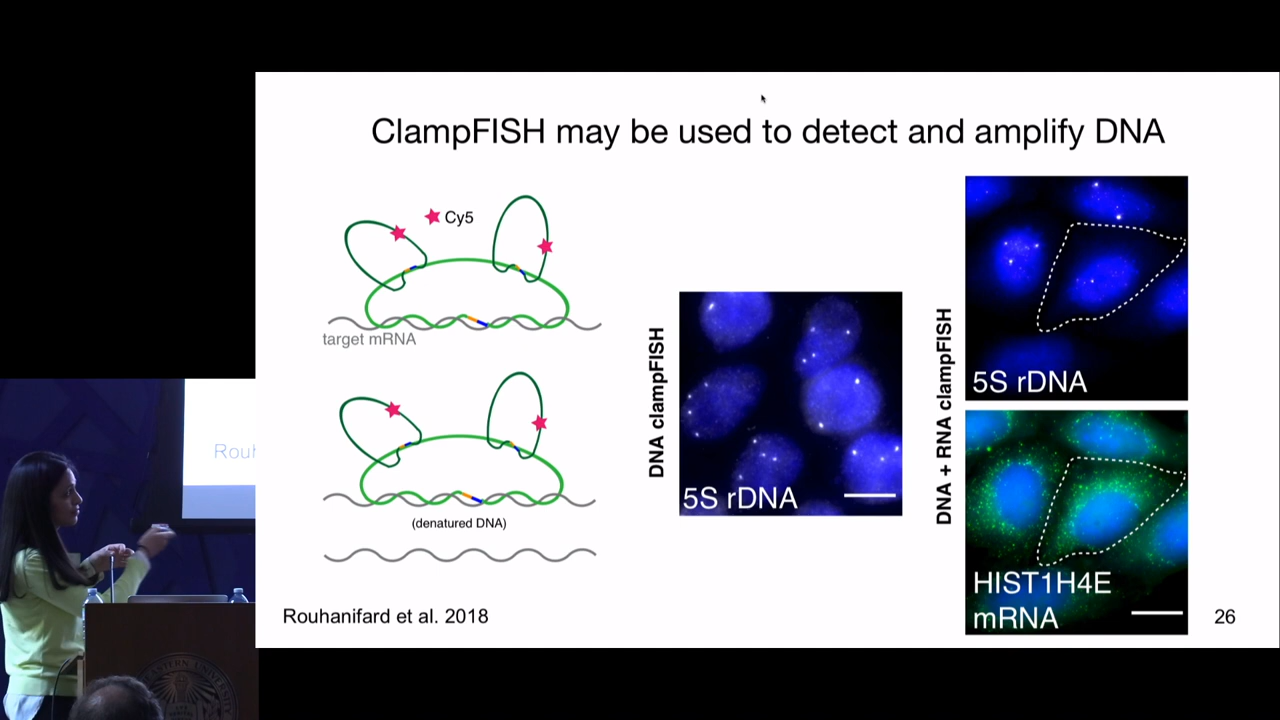 ClampFISH may be used to detect and amplify DNA
Cy5
target mRNA
(denatured DNA)
Rouhanifard et al. 2018
DNA clampFISH
5S rDNA
DNA + RNA clampFISH
5S rDNA
HIST1H4E
mRNA
26